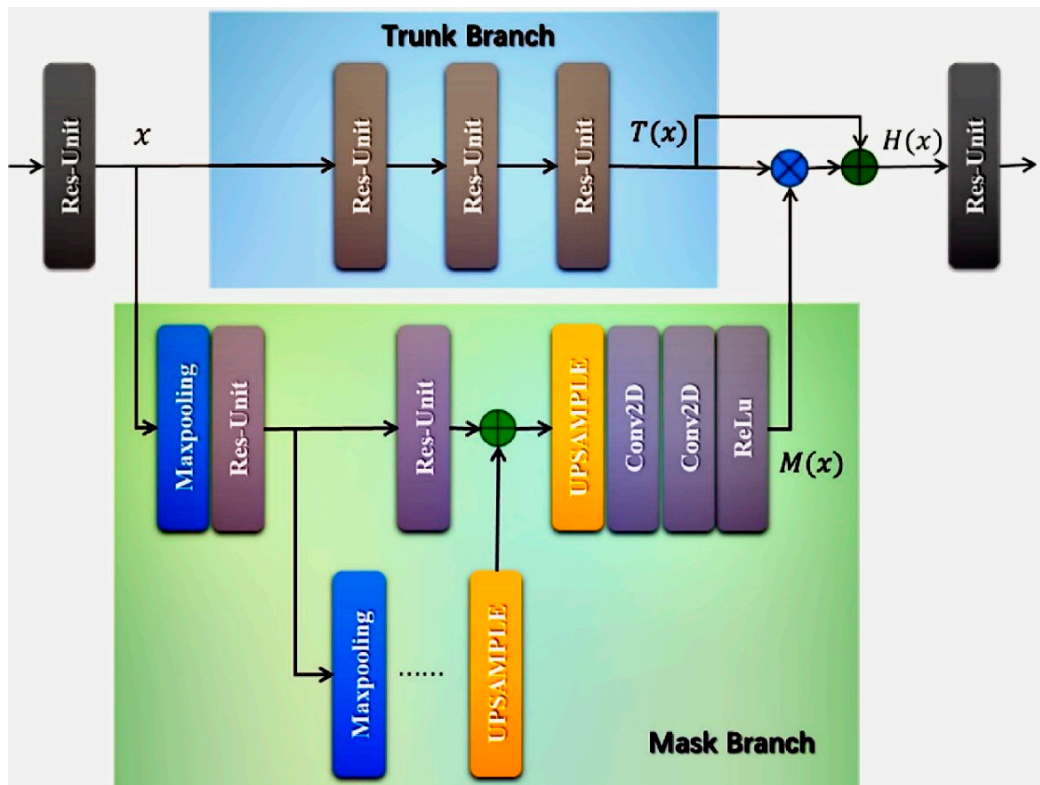 Trunk Branch
Res-Unit
x
Res-Unit
Res-Unit
Res-Unit
T(x)
H(x)
Res-Unit
Maxpooling
Res-Unit
Res-Unit
UPSAMPLE
Conv2D
Conv2D
ReLu
M(x)
Maxpooling
......
UPSAMPLE
Mask Branch